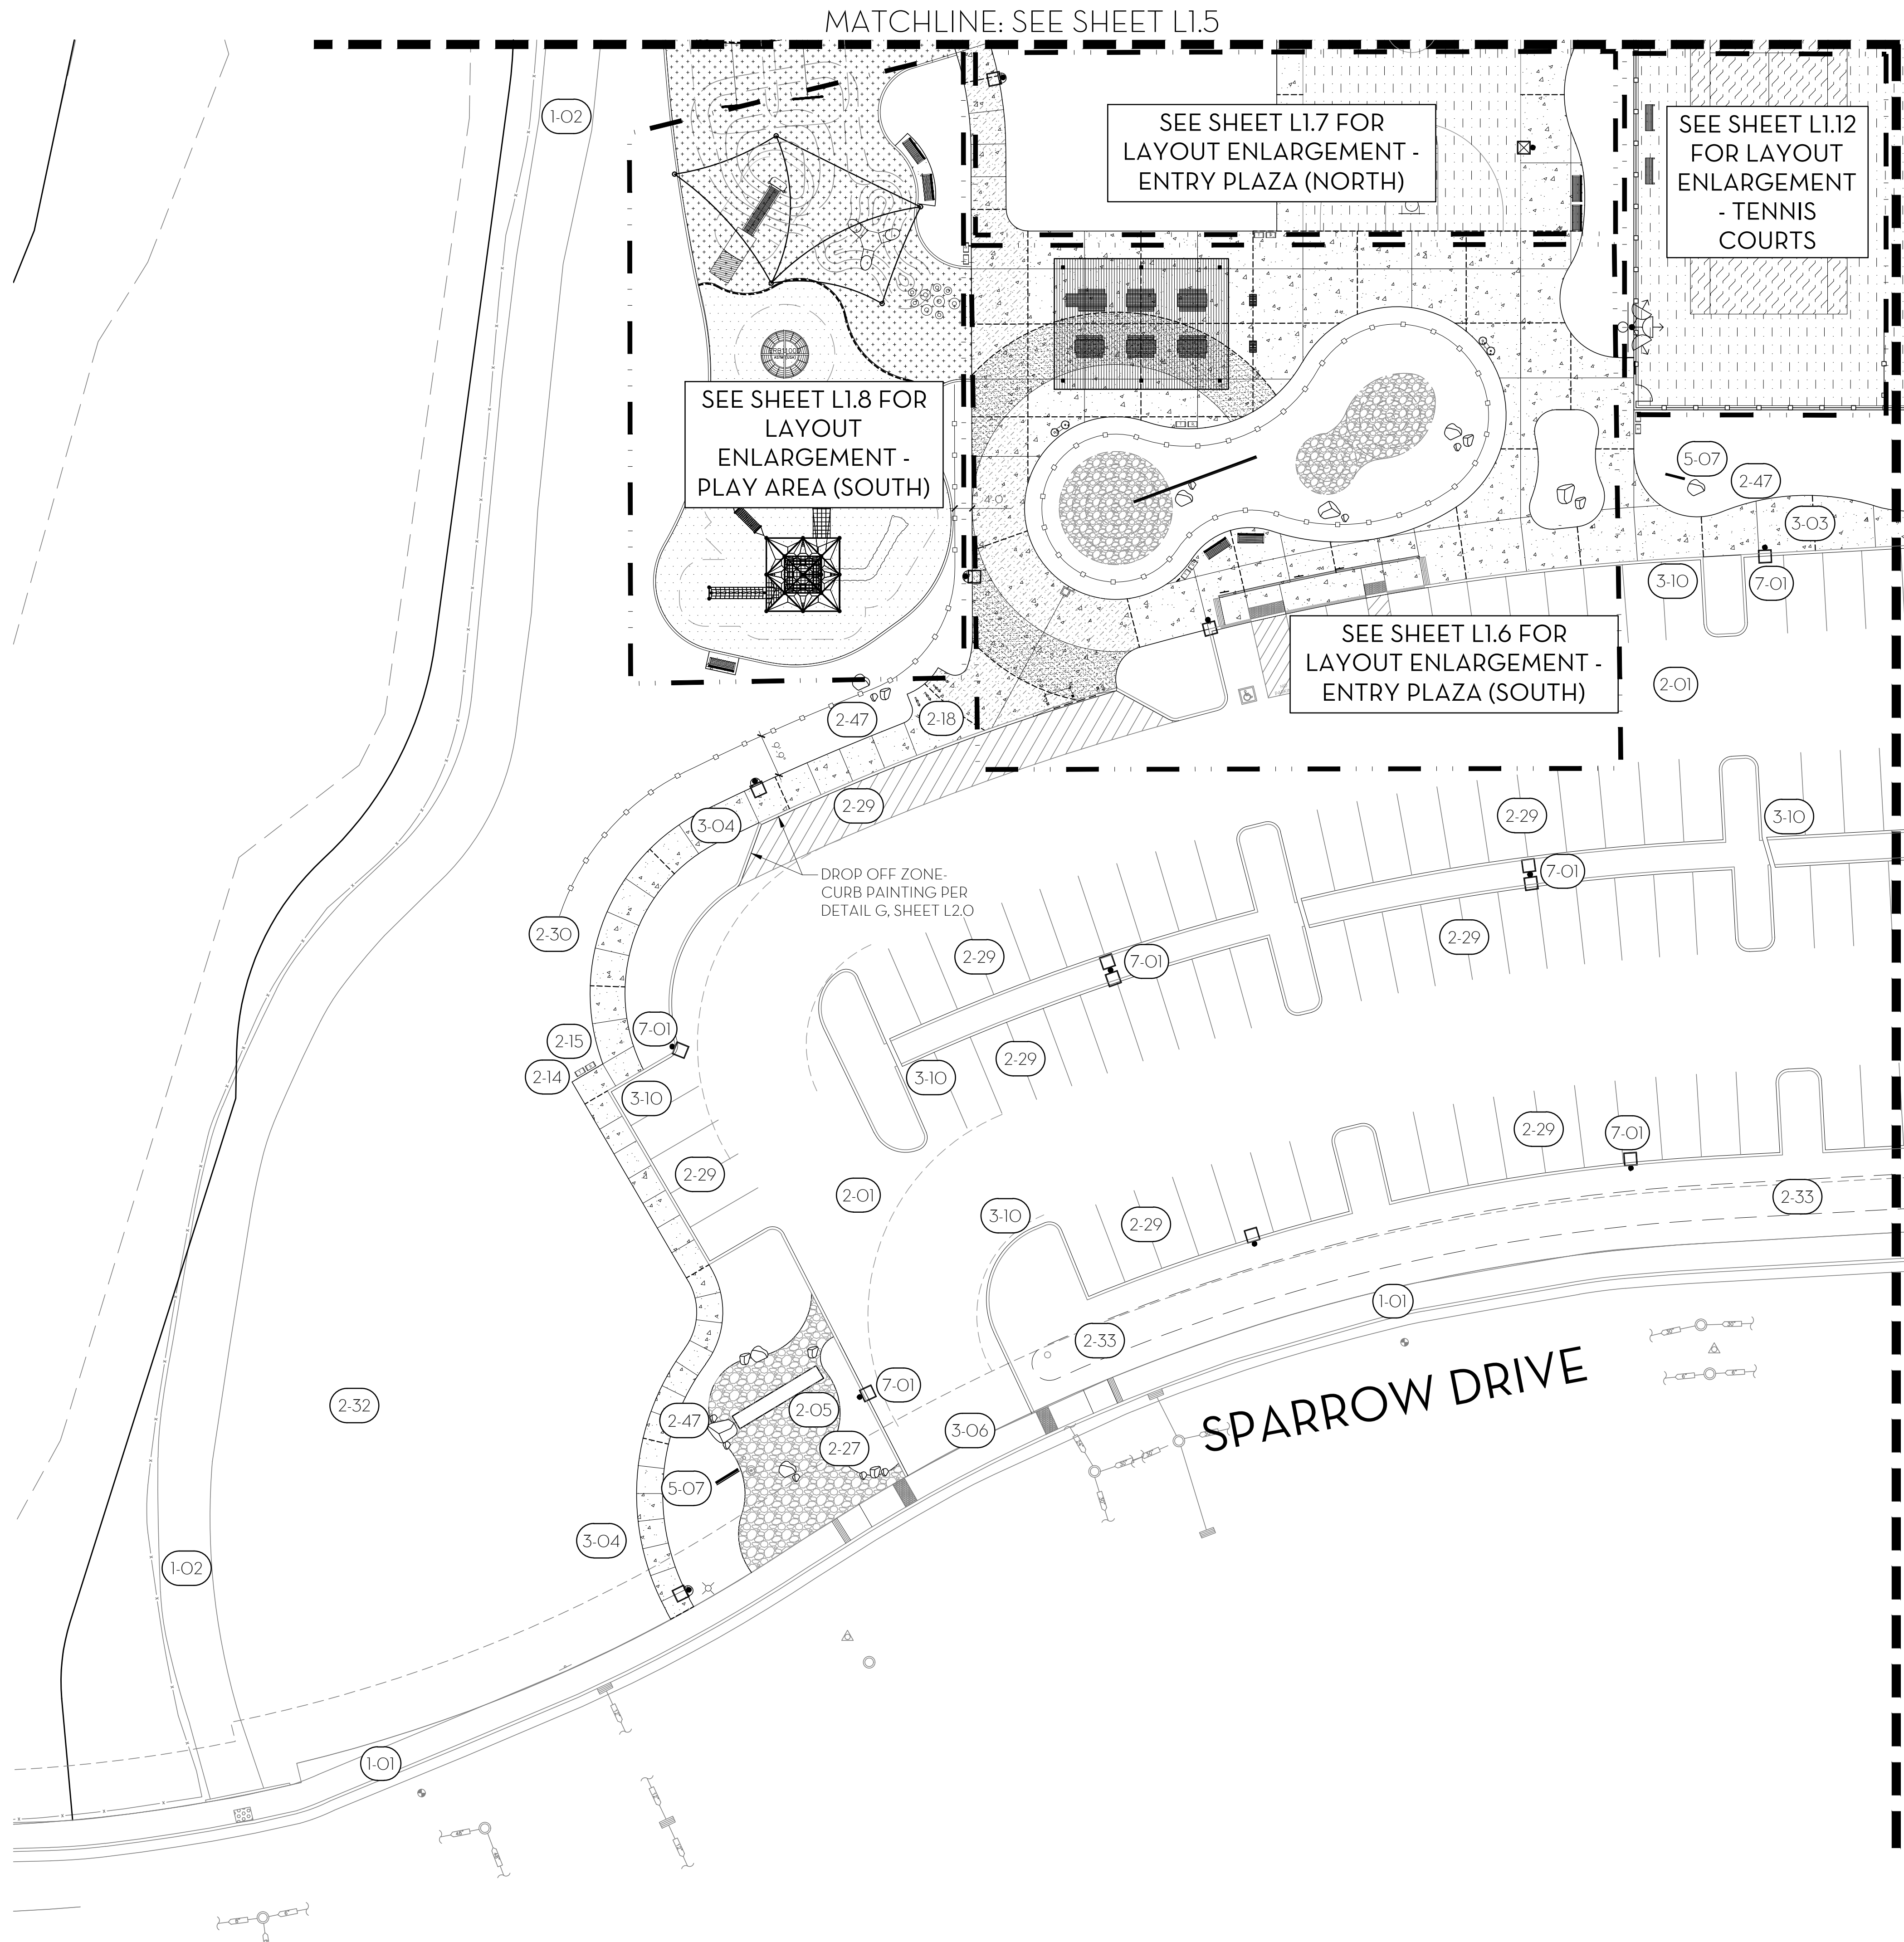 MATCHLINE: SEE SHEET L1.5
1-02
SEE SHEET L1.7 FOR
LAYOUT ENLARGEMENT -
ENTRY PLAZA (NORTH)
SEE SHEET L1.12
FOR LAYOUT
ENLARGEMENT
- TENNIS
COURTS
SEE SHEET L1.8 FOR
LAYOUT
ENLARGEMENT -
PLAY AREA (SOUTH)
5-07
2-47
3-03
3-10
7-01
SEE SHEET L1.6 FOR
LAYOUT ENLARGEMENT -
ENTRY PLAZA (SOUTH)
2-01
2-47
2-18
2-29
3-04
2-29
3-10
DROP OFF ZONE-
CURB PAINTING PER
DETAIL G, SHEET L2.0
7-01
2-30
2-29
2-29
7-01
2-15
7-01
2-14
3-10
2-29
3-10
2-29
7-01
2-29
2-01
2-33
3-10
2-29
1-01
2-33
SPARROW DRIVE
7-01
2-32
2-47
2-05
3-06
2-27
5-07
3-04
1-02
1-01